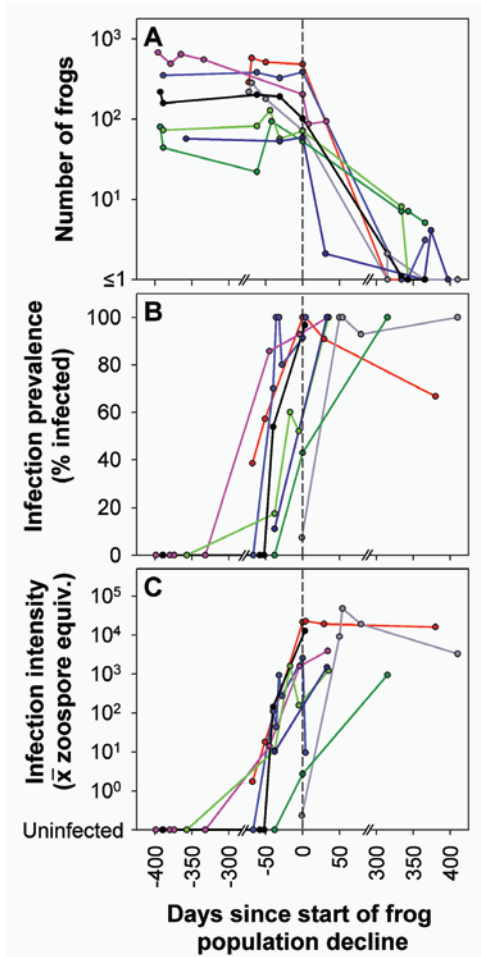 A
Number of frogs
10³
10²
10¹
≤1
B
Infection prevalence
(% infected)
100
80
60
40
20
0
C
Infection intensity
(x̄ zoospore equiv.)
10⁵
10⁴
10³
10²
10¹
10⁰
Uninfected
-400
-300
-50
0
50
300
400
Days since start of frog
population decline